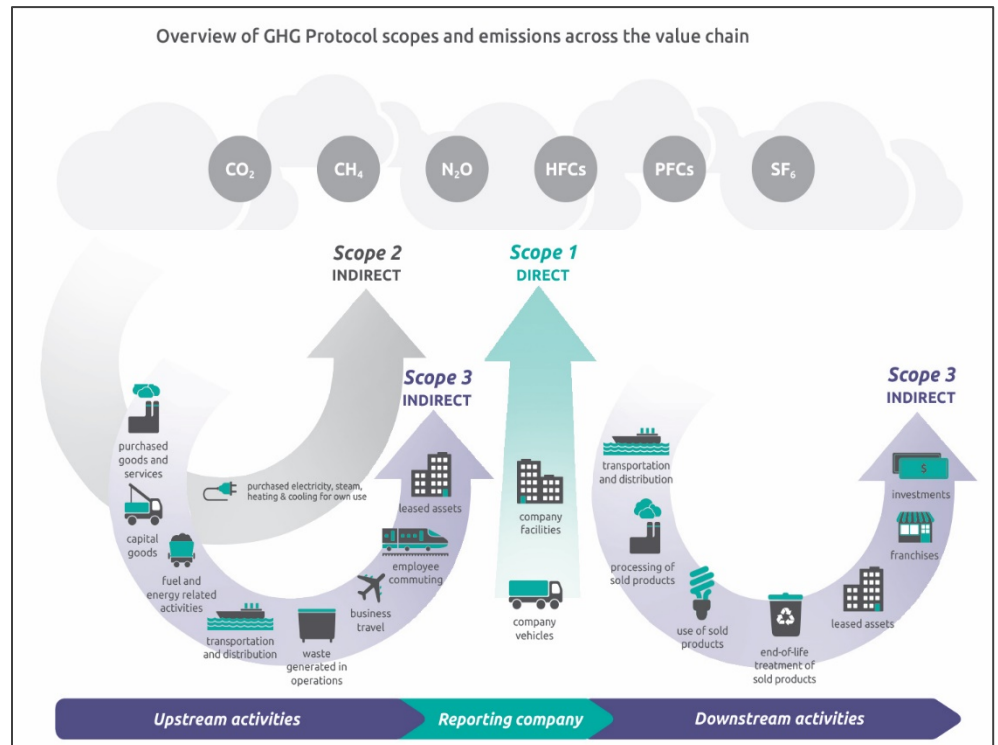 Overview of GHG Protocol scopes and emissions across the value chain
CO₂
CH₄
N₂O
HFCs
PFCs
SF₆
Scope 2
INDIRECT
Scope 1
DIRECT
Scope 3
INDIRECT
Scope 3
INDIRECT
purchased
goods and
services
capital
goods
fuel and
energy related
activities
transportation
and distribution
waste
generated in
operations
business
travel
employee
commuting
leased assets
purchased electricity, steam,
heating & cooling for own use
company
facilities
company
vehicles
transportation
and distribution
processing of
sold products
use of sold
products
end-of-life
treatment of
sold products
leased assets
franchises
$
investments
Upstream activities
Reporting company
Downstream activities